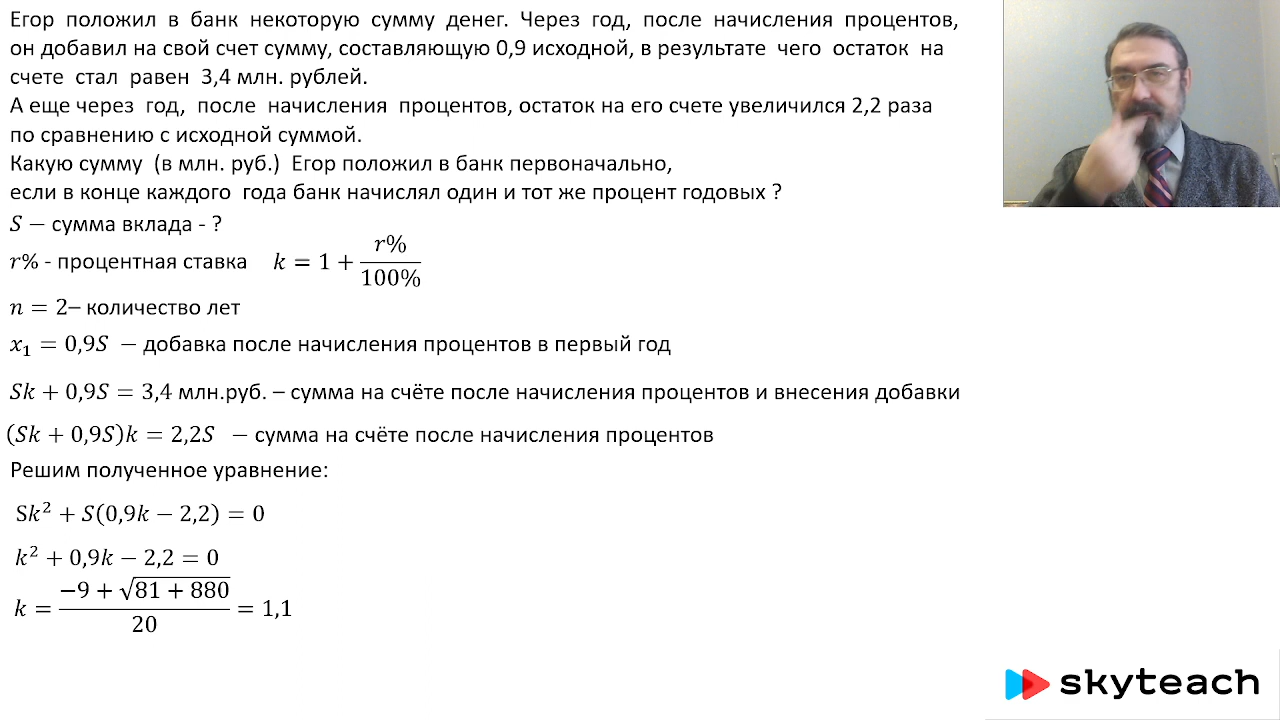 Егор положил в банк некоторую сумму денег. Через год, после начисления процентов,
он добавил на свой счет сумму, составляющую 0,9 исходной, в результате чего остаток на
счете стал равен 3,4 млн. рублей.
А еще через год, после начисления процентов, остаток на его счете увеличился 2,2 раза
по сравнению с исходной суммой.
Какую сумму (в млн. руб.) Егор положил в банк первоначально,
если в конце каждого года банк начислял один и тот же процент годовых ?
S − сумма вклада - ?
r% - процентная ставка k = 1 + r%/100%
n = 2– количество лет
x₁ = 0,9S − добавка после начисления процентов в первый год
Sk + 0,9S = 3,4 млн.руб. – сумма на счёте после начисления процентов и внесения добавки
(Sk + 0,9S)k = 2,2S − сумма на счёте после начисления процентов
Решим полученное уравнение:
Sk² + S(0,9k − 2,2) = 0
k² + 0,9k − 2,2 = 0
k = (−9 + √(81 + 880))/20 = 1,1
skyteach